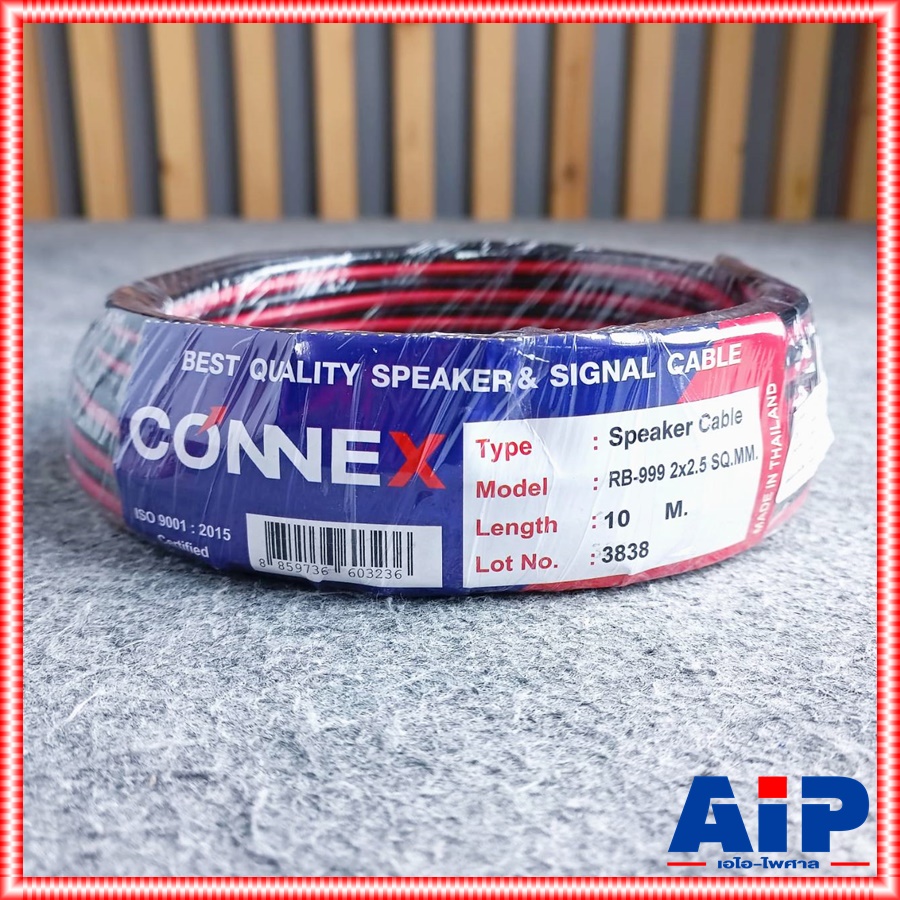 BEST QUALITY SPEAKER & SIGNAL CABLE
CONNEX
ISO 9001 : 2015
Certified
8 859736 603236
Type : Speaker Cable
Model : RB-999 2x2.5 SQ.MM.
Length : 10 M.
Lot No. : 3838
MADE IN THAILAND
AiP
เอไอ-ไพศาล